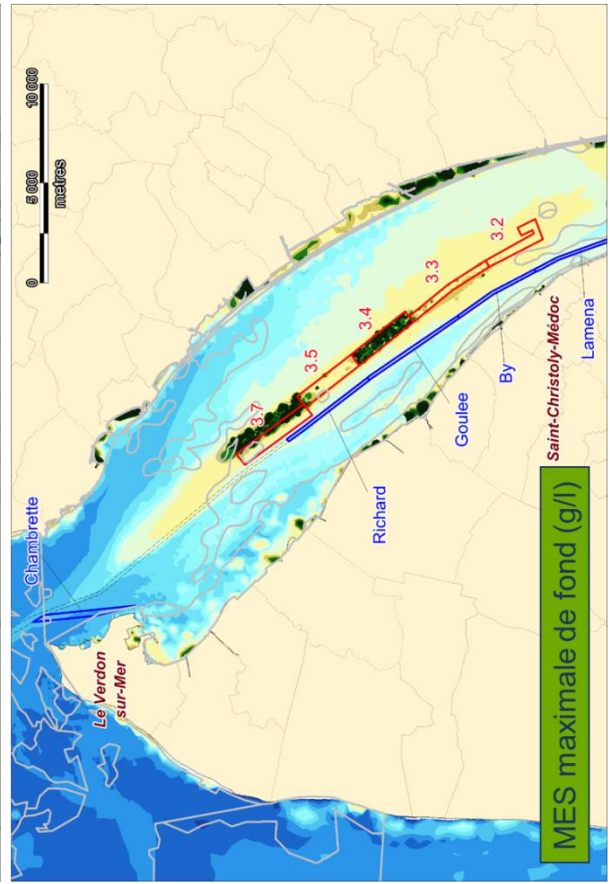 0
5 000
10 000
metres
Chambrette
Le Verdon
sur-Mer
3.7
3.5
3.4
3.3
3.2
Richard
Goulee
By
Lamena
Saint-Christoly-Médoc
MES maximale de fond (g/l)